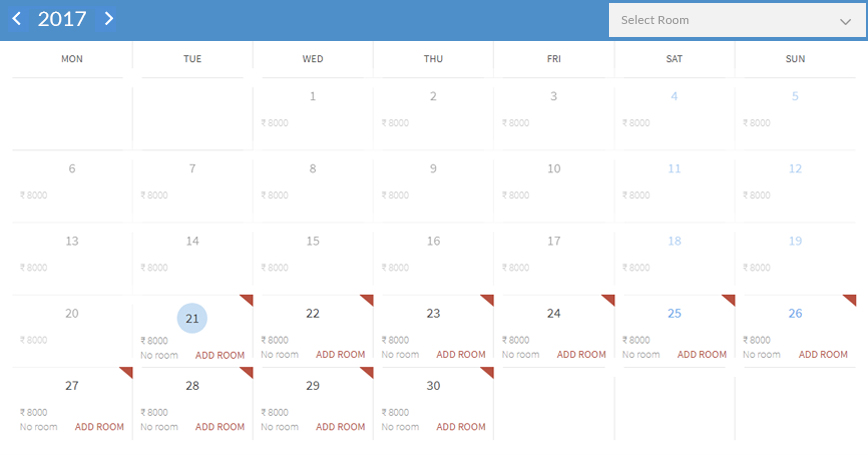 2017
Select Room
MON TUE WED THU FRI SAT SUN
1 2 3 4 5
₹ 8000 ₹ 8000 ₹ 8000 ₹ 8000 ₹ 8000
6 7 8 9 10 11 12
₹ 8000 ₹ 8000 ₹ 8000 ₹ 8000 ₹ 8000 ₹ 8000 ₹ 8000
13 14 15 16 17 18 19
₹ 8000 ₹ 8000 ₹ 8000 ₹ 8000 ₹ 8000 ₹ 8000 ₹ 8000
20 21 22 23 24 25 26
₹ 8000 ₹ 8000 ₹ 8000 ₹ 8000 ₹ 8000 ₹ 8000 ₹ 8000
No room ADD ROOM No room ADD ROOM No room ADD ROOM No room ADD ROOM No room ADD ROOM No room ADD ROOM
27 28 29 30
₹ 8000 ₹ 8000 ₹ 8000 ₹ 8000
No room ADD ROOM No room ADD ROOM No room ADD ROOM No room ADD ROOM